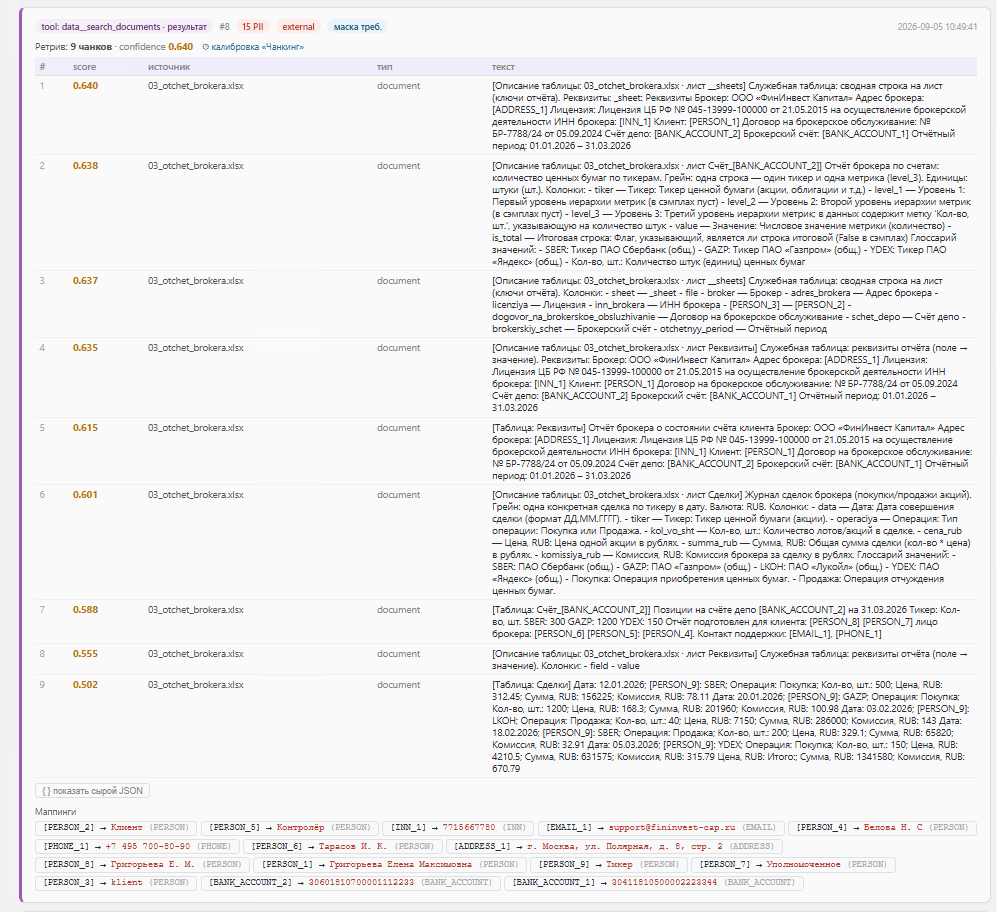 tool: data__search_documents · результат #8 15 PII external маска треб. 2026-09-05 10:49:41
Ретрив: 9 чанков · confidence 0.640 ⚙ калибровка «Чанкинг»
# score источник тип текст
1 0.640 03_otchet_brokera.xlsx document [Описание таблицы: 03_otchet_brokera.xlsx · лист __sheets] Служебная таблица: сводная строка на лист
(ключи отчёта). Реквизиты: _sheet: Реквизиты Брокер: ООО «ФинИнвест Капитал» Адрес брокера:
[ADDRESS_1] Лицензия: Лицензия ЦБ РФ № 045-13999-100000 от 21.05.2015 на осуществление брокерской
деятельности ИНН брокера: [INN_1] Клиент: [PERSON_1] Договор на брокерское обслуживание: №
БР-7788/24 от 05.09.2024 Счёт депо: [BANK_ACCOUNT_2] Брокерский счёт: [BANK_ACCOUNT_1] Отчётный
период: 01.01.2026 – 31.03.2026
2 0.638 03_otchet_brokera.xlsx document [Описание таблицы: 03_otchet_brokera.xlsx · лист Счёт_[BANK_ACCOUNT_2]] Отчёт брокера по счетам:
количество ценных бумаг по тикерам. Грейн: одна строка — один тикер и одна метрика (level_3). Единицы:
штуки (шт.). Колонки: - tiker — Тикер: Тикер ценной бумаги (акции, облигации и т.д.) - level_1 — Уровень 1:
Первый уровень иерархии метрик (в сэмплах пуст) - level_2 — Уровень 2: Второй уровень иерархии метрик
(в сэмплах пуст) - level_3 — Уровень 3: Третий уровень иерархии метрик; в данных содержит метку 'Кол-во,
шт.', указывающую на количество штук - value — Значение: Числовое значение метрики (количество) -
is_total — Итоговая строка: Флаг, указывающий, является ли строка итоговой (False в сэмплах) Глоссарий
значений: - SBER: Тикер ПАО Сбербанк (общ.) - GAZP: Тикер ПАО «Газпром» (общ.) - YDEX: Тикер ПАО
«Яндекс» (общ.) - Кол-во, шт.: Количество штук (единиц) ценных бумаг
3 0.637 03_otchet_brokera.xlsx document [Описание таблицы: 03_otchet_brokera.xlsx · лист __sheets] Служебная таблица: сводная строка на лист
(ключи отчёта). Колонки: - sheet — _sheet - file - broker — Брокер - adres_brokera — Адрес брокера -
licenziya — Лицензия - inn_brokera — ИНН брокера - [PERSON_3] — [PERSON_2] -
dogovor_na_brokerskoe_obsluzhivanie — Договор на брокерское обслуживание - schet_depo — Счёт депо -
brokerskiy_schet — Брокерский счёт - otchetnyy_period — Отчётный период
4 0.635 03_otchet_brokera.xlsx document [Описание таблицы: 03_otchet_brokera.xlsx · лист Реквизиты] Служебная таблица: реквизиты отчёта (поле →
значение). Реквизиты: Брокер: ООО «ФинИнвест Капитал» Адрес брокера: [ADDRESS_1] Лицензия:
Лицензия ЦБ РФ № 045-13999-100000 от 21.05.2015 на осуществление брокерской деятельности ИНН
брокера: [INN_1] Клиент: [PERSON_1] Договор на брокерское обслуживание: № БР-7788/24 от 05.09.2024
Счёт депо: [BANK_ACCOUNT_2] Брокерский счёт: [BANK_ACCOUNT_1] Отчётный период: 01.01.2026 –
31.03.2026
5 0.615 03_otchet_brokera.xlsx document [Таблица: Реквизиты] Отчёт брокера о состоянии счёта клиента Брокер: ООО «ФинИнвест Капитал» Адрес
брокера: [ADDRESS_1] Лицензия: Лицензия ЦБ РФ № 045-13999-100000 от 21.05.2015 на осуществление
брокерской деятельности ИНН брокера: [INN_1] Клиент: [PERSON_1] Договор на брокерское обслуживание:
№ БР-7788/24 от 05.09.2024 Счёт депо: [BANK_ACCOUNT_2] Брокерский счёт: [BANK_ACCOUNT_1] Отчётный
период: 01.01.2026 – 31.03.2026
6 0.601 03_otchet_brokera.xlsx document [Описание таблицы: 03_otchet_brokera.xlsx · лист Сделки] Журнал сделок брокера (покупки/продажи акций).
Грейн: одна конкретная сделка по тикеру в дату. Валюта: RUB. Колонки: - data — Дата: Дата совершения
сделки (формат ДД.ММ.ГГГГ). - tiker — Тикер: Тикер ценной бумаги (акции). - operaciya — Операция: Тип
операции: Покупка или Продажа. - kol_vo_sht — Кол-во, шт.: Количество лотов/акций в сделке. - cena_rub
— Цена, RUB: Цена одной акции в рублях. - summa_rub — Сумма, RUB: Общая сумма сделки (кол-во * цена)
в рублях. - komissiya_rub — Комиссия, RUB: Комиссия брокера за сделку в рублях. Глоссарий значений: -
SBER: ПАО Сбербанк (общ.) - GAZP: ПАО «Газпром» (общ.) - LKOH: ПАО «Лукойл» (общ.) - YDEX: ПАО
«Яндекс» (общ.) - Покупка: Операция приобретения ценных бумаг. - Продажа: Операция отчуждения
ценных бумаг.
7 0.588 03_otchet_brokera.xlsx document [Таблица: Счёт_[BANK_ACCOUNT_2]] Позиции на счёте депо [BANK_ACCOUNT_2] на 31.03.2026 Тикер: Кол-
во, шт. SBER: 300 GAZP: 1200 YDEX: 150 Отчёт подготовлен для клиента: [PERSON_8] [PERSON_7] лицо
брокера: [PERSON_6] [PERSON_5]: [PERSON_4]. Контакт поддержки: [EMAIL_1], [PHONE_1]
8 0.555 03_otchet_brokera.xlsx document [Описание таблицы: 03_otchet_brokera.xlsx · лист Реквизиты] Служебная таблица: реквизиты отчёта (поле →
значение). Колонки: - field - value
9 0.502 03_otchet_brokera.xlsx document [Таблица: Сделки] Дата: 12.01.2026; [PERSON_9]: SBER; Операция: Покупка; Кол-во, шт.: 500; Цена, RUB:
312.45; Сумма, RUB: 156225; Комиссия, RUB: 78.11 Дата: 20.01.2026; [PERSON_9]: GAZP; Операция: Покупка;
Кол-во, шт.: 1200; Цена, RUB: 168.3; Сумма, RUB: 201960; Комиссия, RUB: 100.98 Дата: 03.02.2026; [PERSON_9]:
LKOH; Операция: Продажа; Кол-во, шт.: 40; Цена, RUB: 7150; Сумма, RUB: 286000; Комиссия, RUB: 143 Дата:
18.02.2026; [PERSON_9]: SBER; Операция: Продажа; Кол-во, шт.: 200; Цена, RUB: 329.1; Сумма, RUB: 65820;
Комиссия, RUB: 32.91 Дата: 05.03.2026; [PERSON_9]: YDEX; Операция: Покупка; Кол-во, шт.: 150; Цена, RUB:
4210.5; Сумма, RUB: 631575; Комиссия, RUB: 315.79 Цена, RUB: Итого:; Сумма, RUB: 1341580; Комиссия, RUB:
670.79
{ } показать сырой JSON
Маппинги
[PERSON_2] → Клиент (PERSON) [PERSON_5] → Контролёр (PERSON) [INN_1] → 7715667780 (INN) [EMAIL_1] → support@fininvest-cap.ru (EMAIL) [PERSON_4] → Белова Н. С (PERSON)
[PHONE_1] → +7 495 700-80-90 (PHONE) [PERSON_6] → Тарасов И. К. (PERSON) [ADDRESS_1] → г. Москва, ул. Полярная, д. 8, стр. 2 (ADDRESS)
[PERSON_8] → Григорьева Е. М. (PERSON) [PERSON_1] → Григорьева Елена Максимовна (PERSON) [PERSON_9] → Тикер (PERSON) [PERSON_7] → Уполномоченное (PERSON)
[PERSON_3] → klient (PERSON) [BANK_ACCOUNT_2] → 30601810700001112233 (BANK_ACCOUNT) [BANK_ACCOUNT_1] → 30411810500002223344 (BANK_ACCOUNT)